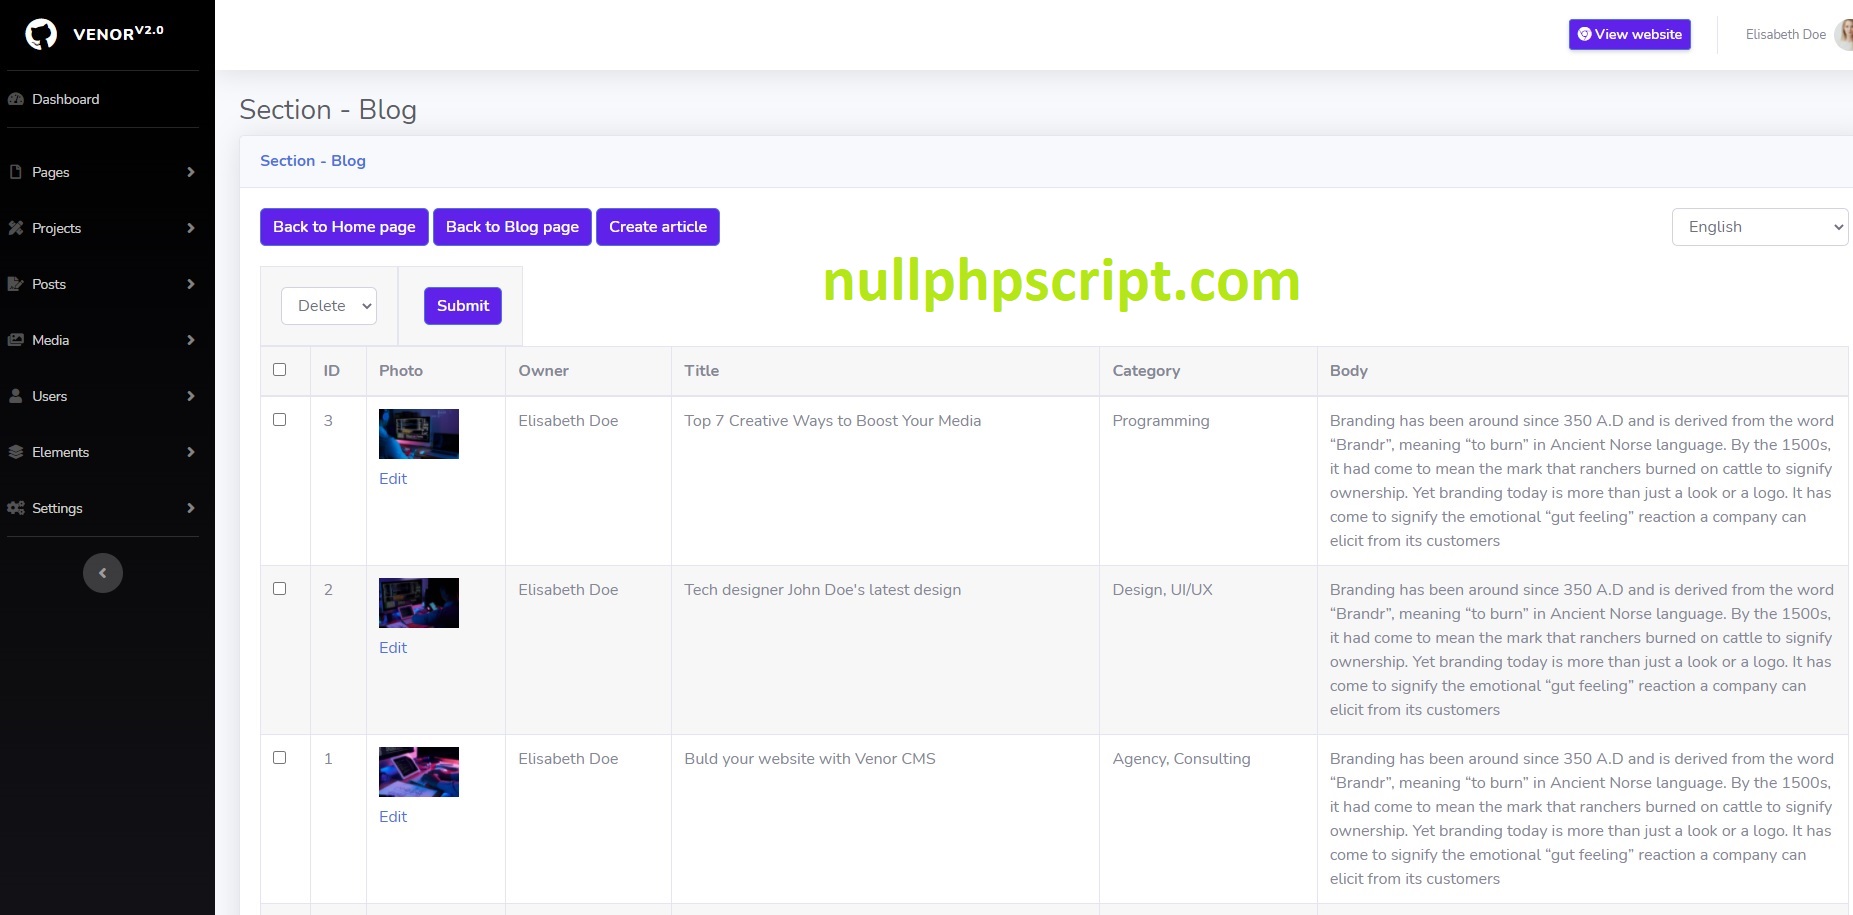 VENORV2.0
View website
Elisabeth Doe
Dashboard
Pages
Projects
Posts
Media
Users
Elements
Settings
Section - Blog
Section - Blog
Back to Home page
Back to Blog page
Create article
English
nullphpscript.com
Delete
Submit
ID
Photo
Owner
Title
Category
Body
3
Edit
Elisabeth Doe
Top 7 Creative Ways to Boost Your Media
Programming
Branding has been around since 350 A.D and is derived from the word
“Brandr”, meaning “to burn” in Ancient Norse language. By the 1500s,
it had come to mean the mark that ranchers burned on cattle to signify
ownership. Yet branding today is more than just a look or a logo. It has
come to signify the emotional “gut feeling” reaction a company can
elicit from its customers
2
Edit
Elisabeth Doe
Tech designer John Doe's latest design
Design, UI/UX
Branding has been around since 350 A.D and is derived from the word
“Brandr”, meaning “to burn” in Ancient Norse language. By the 1500s,
it had come to mean the mark that ranchers burned on cattle to signify
ownership. Yet branding today is more than just a look or a logo. It has
come to signify the emotional “gut feeling” reaction a company can
elicit from its customers
1
Edit
Elisabeth Doe
Buld your website with Venor CMS
Agency, Consulting
Branding has been around since 350 A.D and is derived from the word
“Brandr”, meaning “to burn” in Ancient Norse language. By the 1500s,
it had come to mean the mark that ranchers burned on cattle to signify
ownership. Yet branding today is more than just a look or a logo. It has
come to signify the emotional “gut feeling” reaction a company can
elicit from its customers